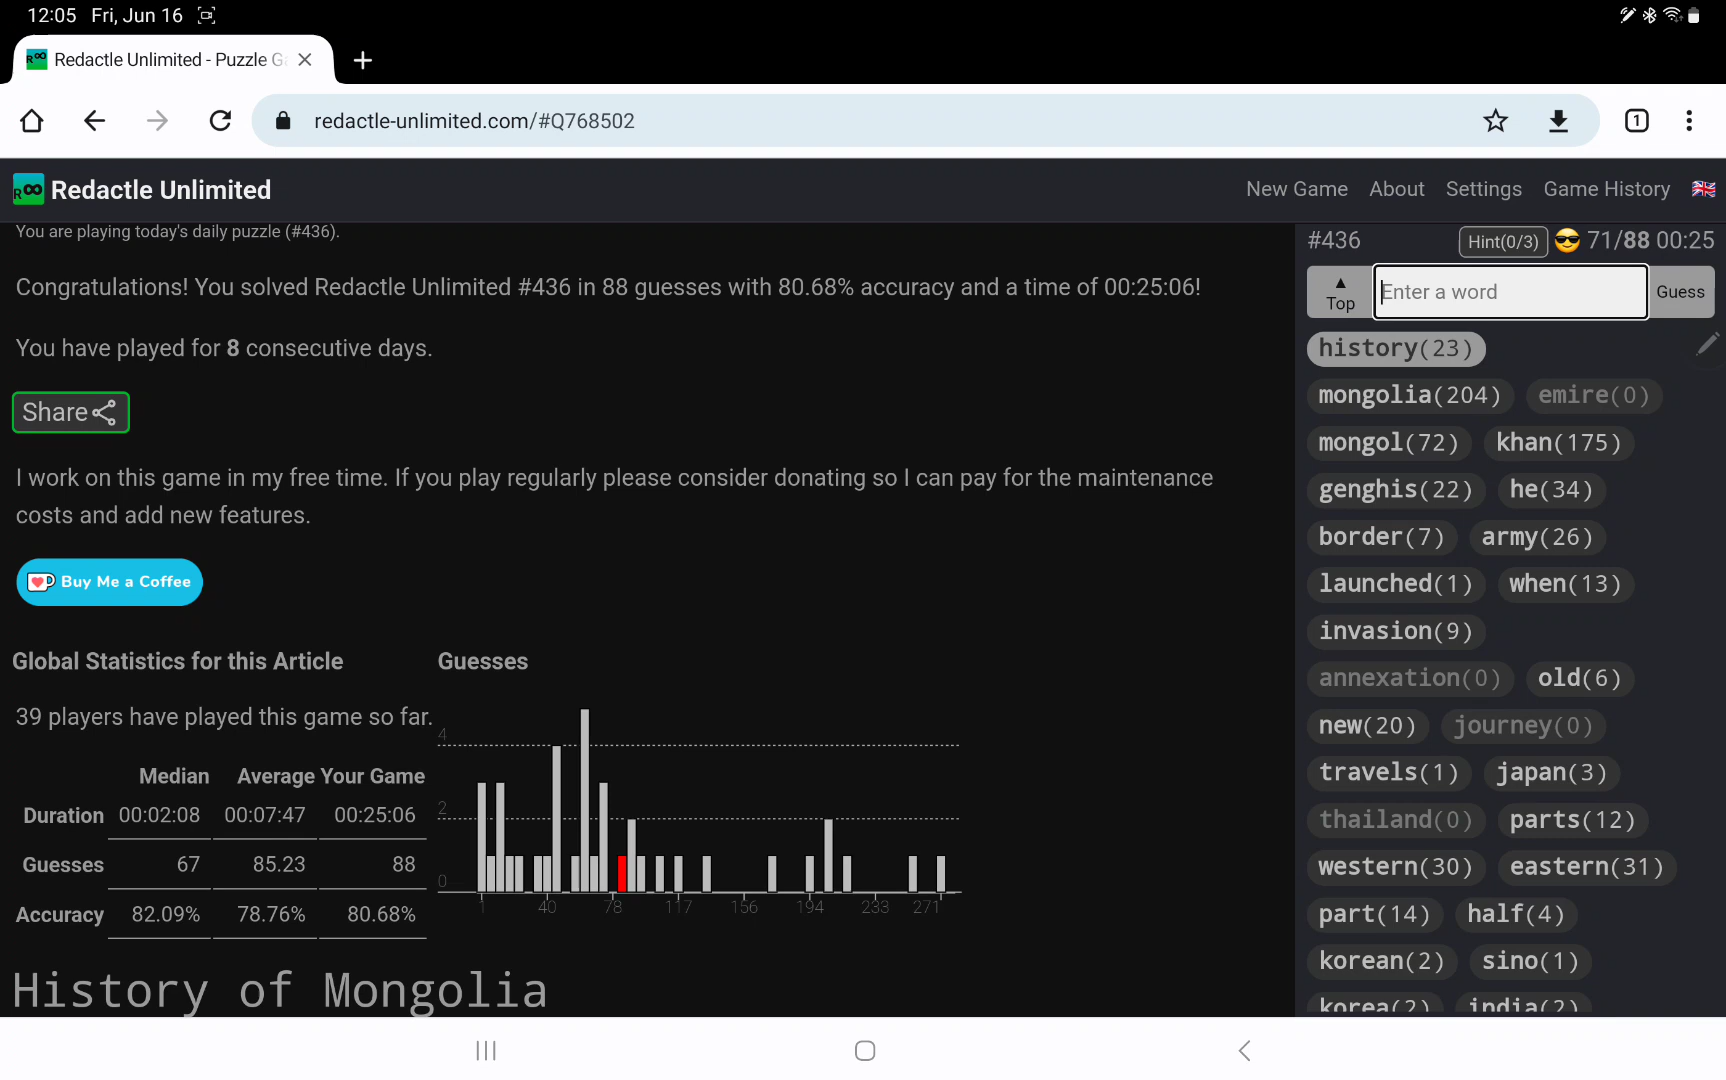 12:05 Fri, Jun 16
Redactle Unlimited - Puzzle G
redactle-unlimited.com/#Q768502
1
R∞ Redactle Unlimited
New Game About Settings Game History
You are playing today's daily puzzle (#436).
Congratulations! You solved Redactle Unlimited #436 in 88 guesses with 80.68% accuracy and a time of 00:25:06!
You have played for 8 consecutive days.
Share
I work on this game in my free time. If you play regularly please consider donating so I can pay for the maintenance
costs and add new features.
Buy Me a Coffee
Global Statistics for this Article
39 players have played this game so far.
Median Average Your Game
Duration 00:02:08 00:07:47 00:25:06
Guesses 67 85.23 88
Accuracy 82.09% 78.76% 80.68%
Guesses
4
2
0
1 40 78 117 156 194 233 271
History of Mongolia
#436 Hint(0/3) 😎 71/88 00:25
▲
Top Enter a word Guess
history(23)
mongolia(204) emire(0)
mongol(72) khan(175)
genghis(22) he(34)
border(7) army(26)
launched(1) when(13)
invasion(9)
annexation(0) old(6)
new(20) journey(0)
travels(1) japan(3)
thailand(0) parts(12)
western(30) eastern(31)
part(14) half(4)
korean(2) sino(1)
korea(2) india(2)